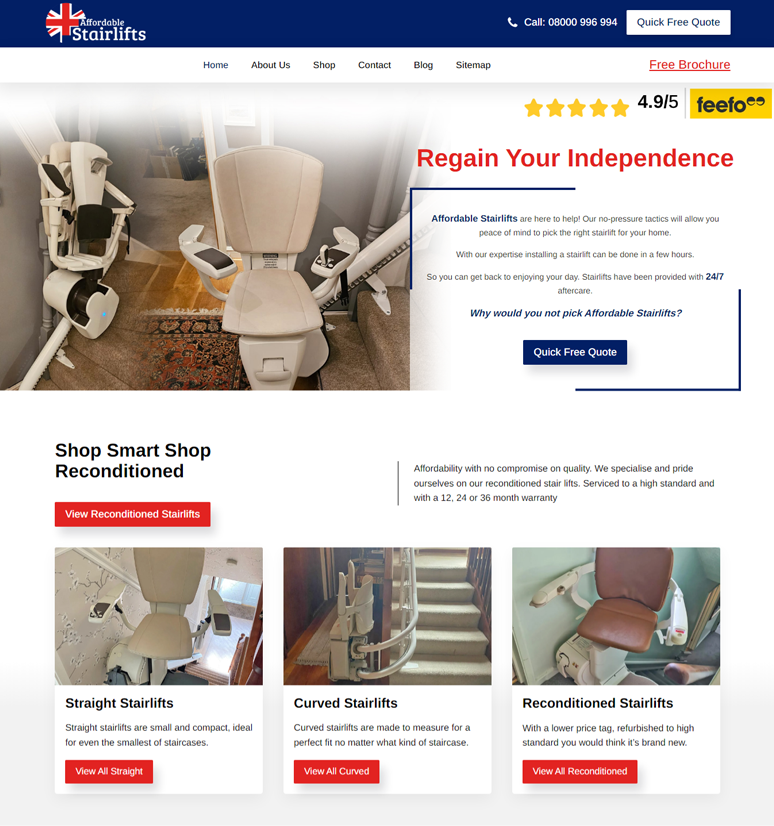 Affordable
Stairlifts
Call: 08000 996 994
Quick Free Quote
Home
About Us
Shop
Contact
Blog
Sitemap
Free Brochure
4.9/5
feefo
Regain Your Independence
Affordable Stairlifts are here to help! Our no-pressure tactics will allow you
peace of mind to pick the right stairlift for your home.
With our expertise installing a stairlift can be done in a few hours.
So you can get back to enjoying your day. Stairlifts have been provided with 24/7
aftercare.
Why would you not pick Affordable Stairlifts?
Quick Free Quote
Shop Smart Shop
Reconditioned
View Reconditioned Stairlifts
Affordability with no compromise on quality. We specialise and pride
ourselves on our reconditioned stair lifts. Serviced to a high standard and
with a 12, 24 or 36 month warranty
Straight Stairlifts
Straight stairlifts are small and compact, ideal
for even the smallest of staircases.
View All Straight
Curved Stairlifts
Curved stairlifts are made to measure for a
perfect fit no matter what kind of staircase.
View All Curved
Reconditioned Stairlifts
With a lower price tag, refurbished to high
standard you would think it's brand new.
View All Reconditioned